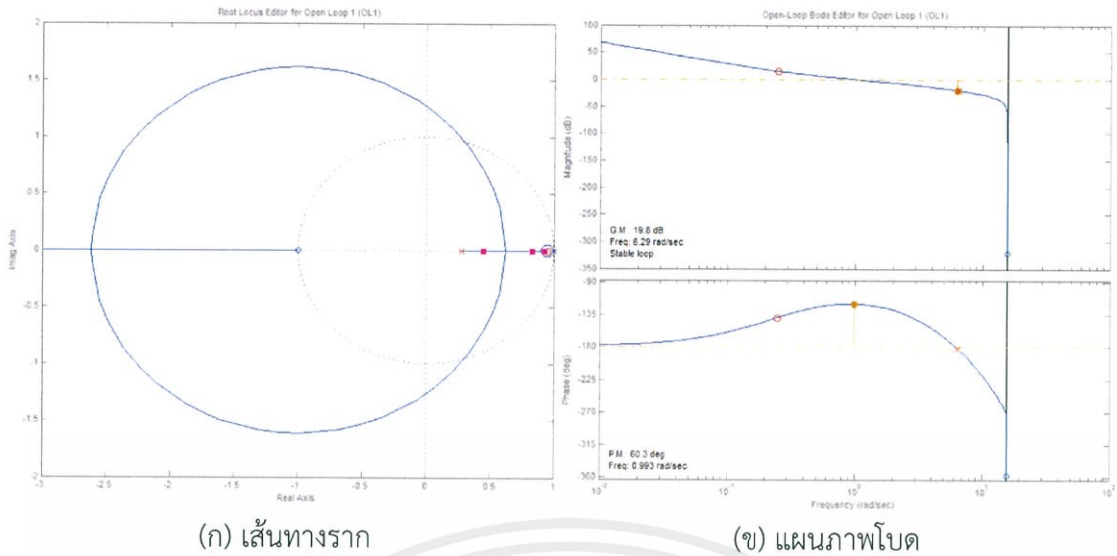 Root Locus Editor for Open Loop 1 (OL1)
2
1.5
1
0.5
0
-0.5
-1
-1.5
-2
Imag Axis
-3
-2.5
-2
-1.5
-1
-0.5
0
0.5
1
Real Axis
(ก) เส้นทางราก
Open-Loop Bode Editor for Open Loop 1 (OL1)
100
50
0
-50
-100
-150
-200
-250
-300
-350
Magnitude (dB)
G.M.: 19.8 dB
Freq: 6.29 rad/sec
Stable loop
-90
-135
-180
-225
-270
-315
-360
Phase (deg)
P.M.: 60.3 deg
Freq: 0.993 rad/sec
10⁰
10¹
10²
Frequency (rad/sec)
(ข) แผนภาพโบด